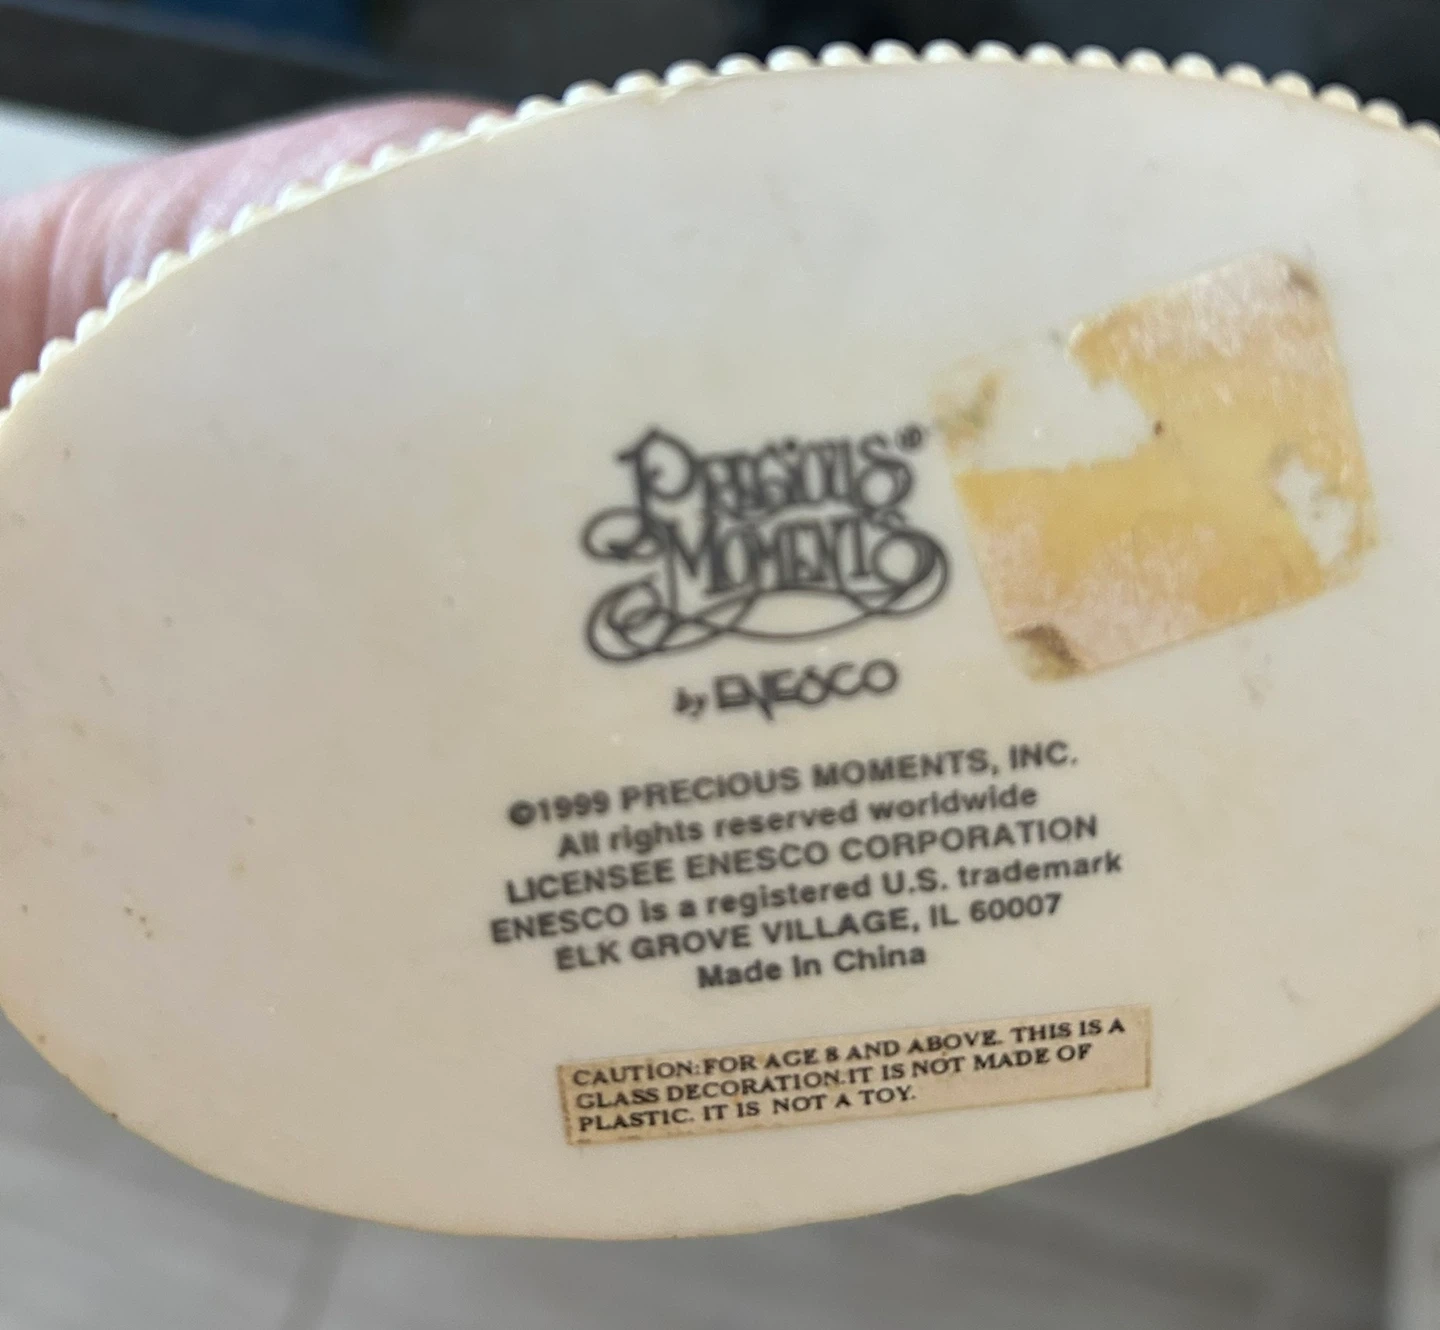 PRECIOUS®
MOMENTS
by ENESCO
©1999 PRECIOUS MOMENTS, INC.
All rights reserved worldwide
LICENSEE ENESCO CORPORATION
ENESCO is a registered U.S. trademark
ELK GROVE VILLAGE, IL 60007
Made In China
CAUTION:FOR AGE 8 AND ABOVE. THIS IS A
GLASS DECORATION.IT IS NOT MADE OF
PLASTIC. IT IS NOT A TOY.